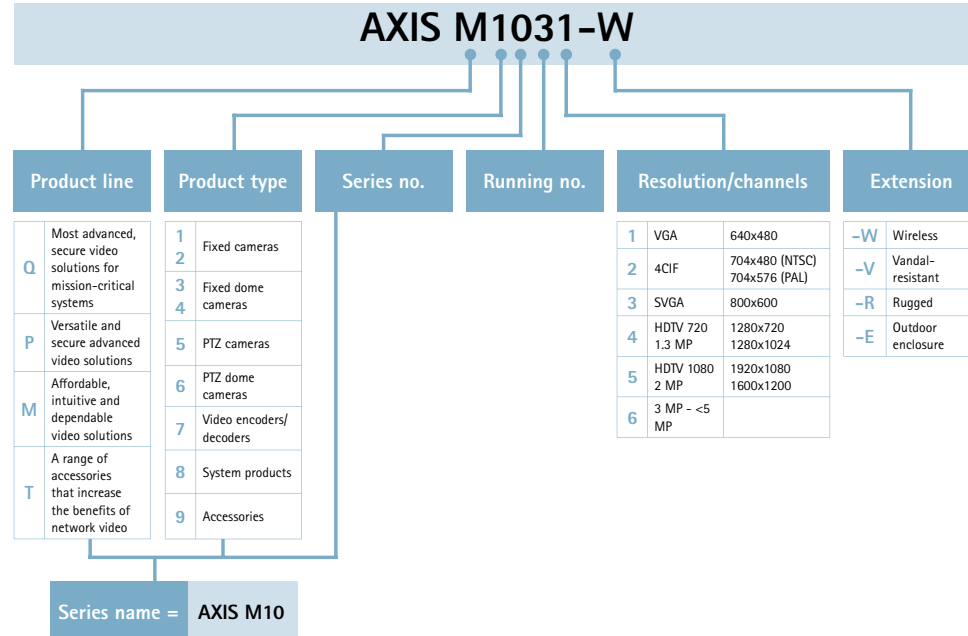 AXIS M1031-W
Product line
Q
Most advanced,
secure video
solutions for
mission-critical
systems
P
Versatile and
secure advanced
video solutions
M
Affordable,
intuitive and
dependable
video solutions
T
A range of
accessories
that increase
the benefits of
network video
Product type
1
2
Fixed cameras
3
4
Fixed dome
cameras
5 PTZ cameras
6
PTZ dome
cameras
7
Video encoders/
decoders
8 System products
9 Accessories
Series no.
Running no.
Resolution/channels
1 VGA 640x480
2 4CIF
704x480 (NTSC)
704x576 (PAL)
3 SVGA 800x600
4
HDTV 720 1280x720
1.3 MP 1280x1024
5
HDTV 1080 1920x1080
2 MP 1600x1200
6
3 MP - <5
MP
Extension
-W Wireless
-V
Vandal-
resistant
-R Rugged
-E
Outdoor
enclosure
Series name = AXIS M10